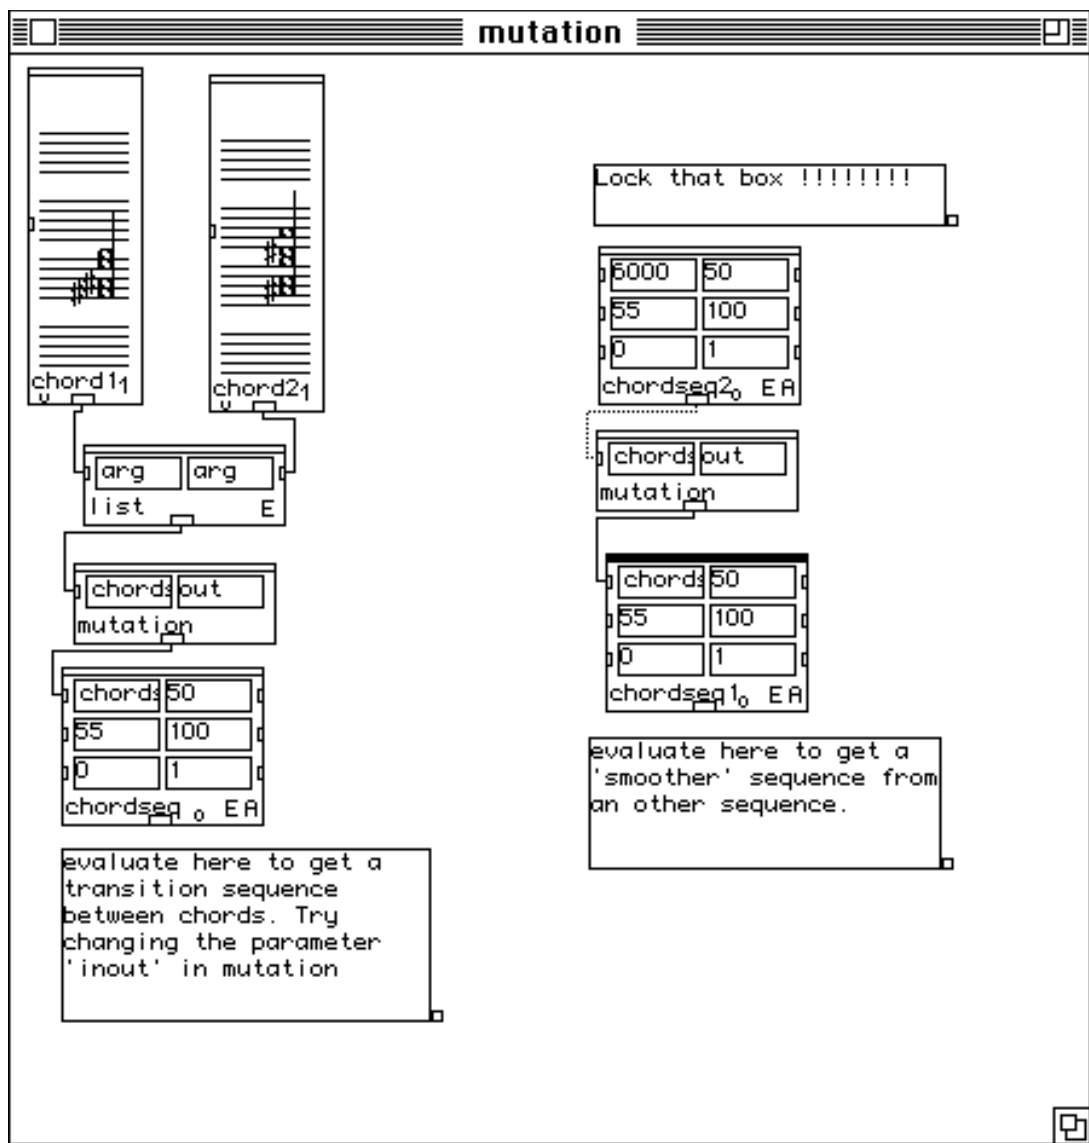 mutation
chord1 1
v
chord2 1
v
arg arg
list E
chords out
mutation
chords 50
55 100
0 1
chordseq o E A
evaluate here to get a
transition sequence
between chords. Try
changing the parameter
'inout' in mutation
Lock that box !!!!!!!!
6000 50
55 100
0 1
chordseq2 o E A
chords out
mutation
chords 50
55 100
0 1
chordseq1 o E A
evaluate here to get a
'smoother' sequence from
an other sequence.